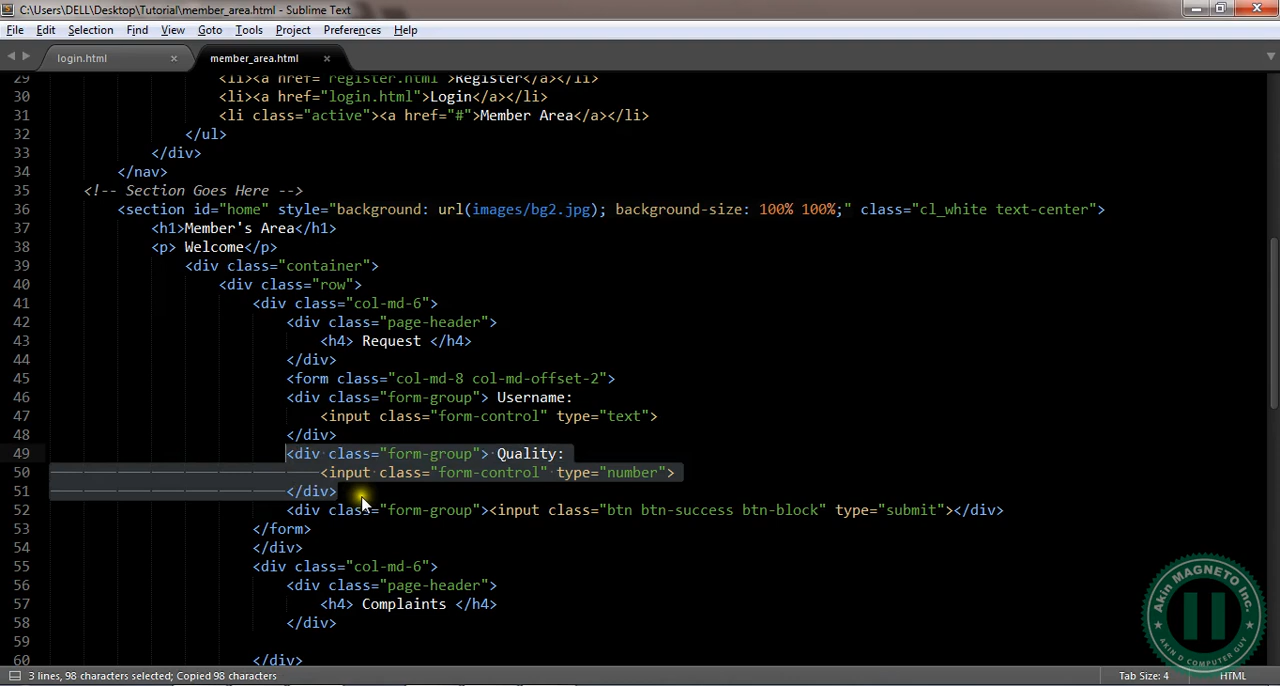 C:\Users\DELL\Desktop\Tutorial\member_area.html - Sublime Text
File Edit Selection Find View Goto Tools Project Preferences Help
login.html × member_area.html ×
29 <li><a href="register.html">Register</a></li>
30 <li><a href="login.html">Login</a></li>
31 <li class="active"><a href="#">Member Area</a></li>
32 </ul>
33 </div>
34 </nav>
35 <!-- Section Goes Here -->
36 <section id="home" style="background: url(images/bg2.jpg); background-size: 100% 100%;" class="cl_white text-center">
37 <h1>Member's Area</h1>
38 <p> Welcome</p>
39 <div class="container">
40 <div class="row">
41 <div class="col-md-6">
42 <div class="page-header">
43 <h4> Request </h4>
44 </div>
45 <form class="col-md-8 col-md-offset-2">
46 <div class="form-group"> Username:
47 <input class="form-control" type="text">
48 </div>
49 <div class="form-group"> Quality:
50 <input class="form-control" type="number">
51 </div>
52 <div class="form-group"><input class="btn btn-success btn-block" type="submit"></div>
53 </form>
54 </div>
55 <div class="col-md-6">
56 <div class="page-header">
57 <h4> Complaints </h4>
58 </div>
59
60 </div>
Akin MAGNETO Inc.
AKIN D COMPUTER GUY
3 lines, 98 characters selected; Copied 98 characters
Tab Size: 4 HTML